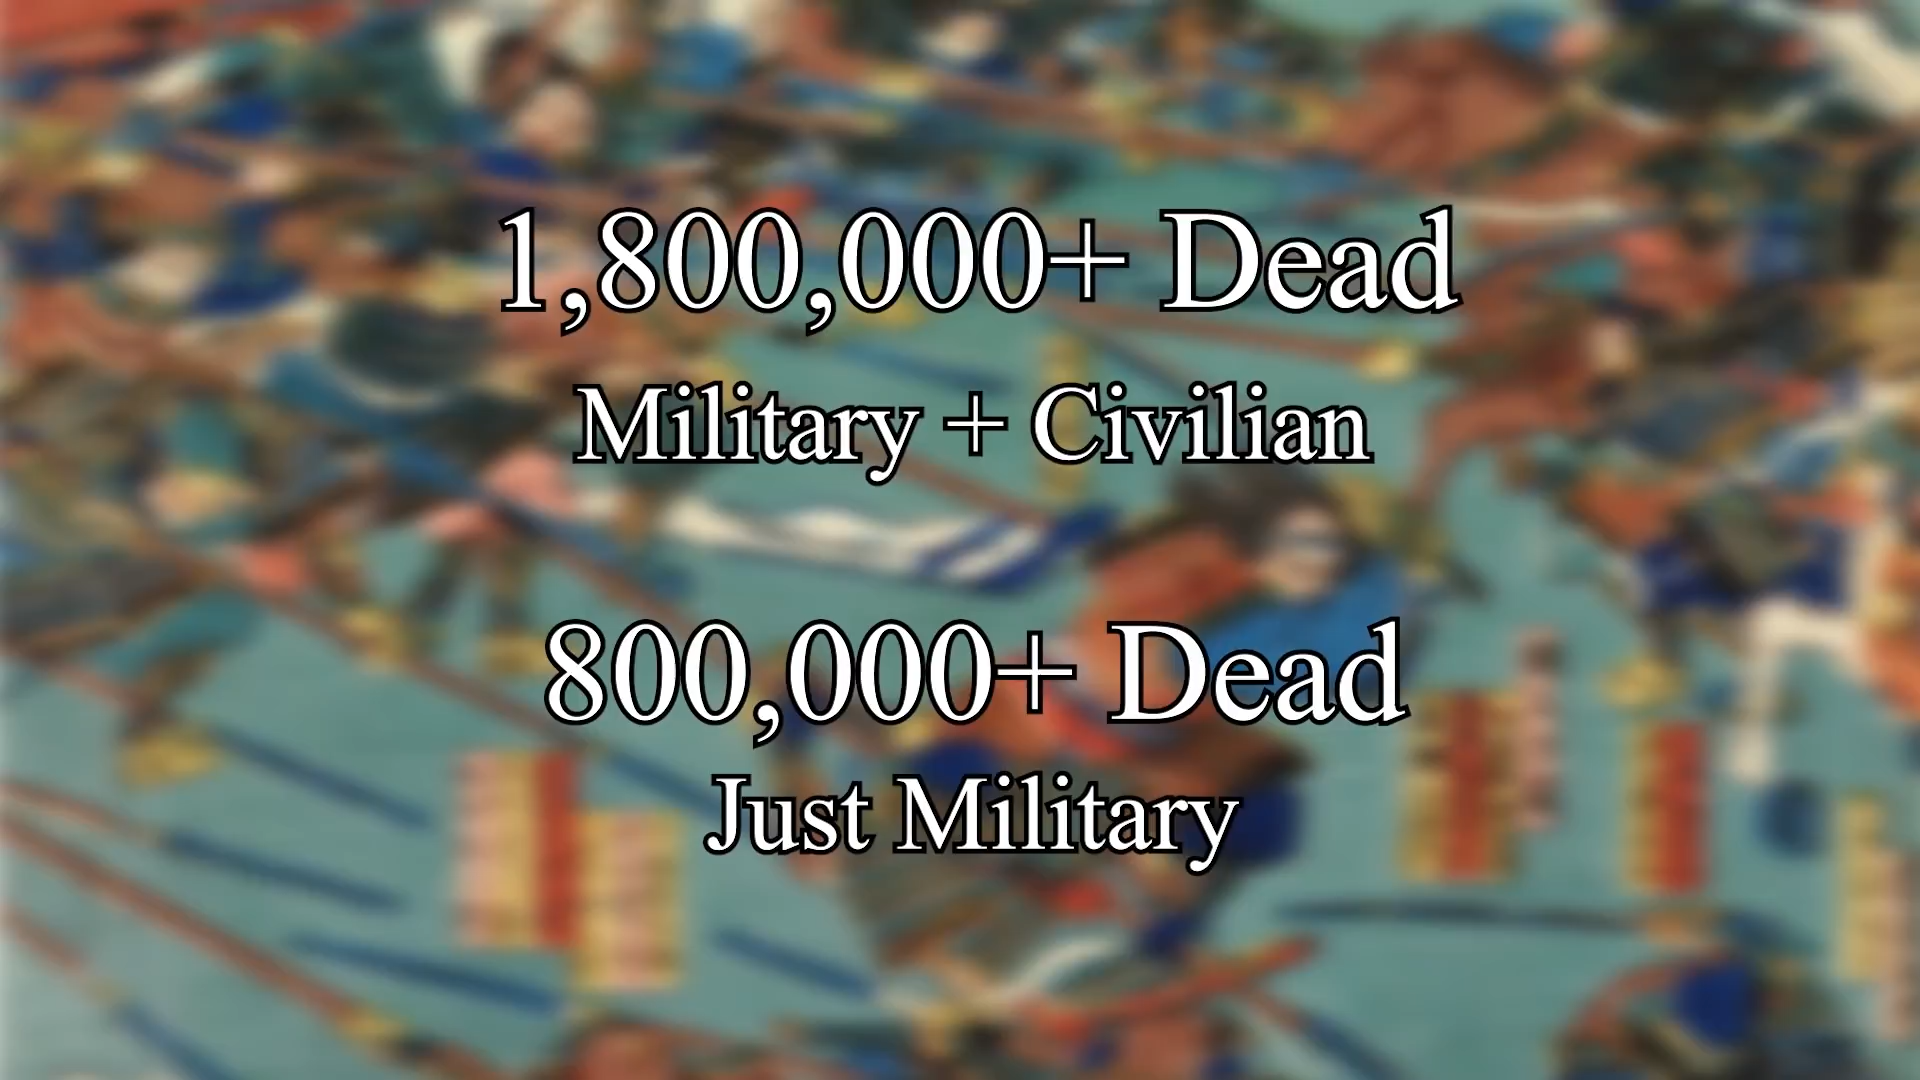 1,800,000+ Dead
Military + Civilian
800,000+ Dead
Just Military